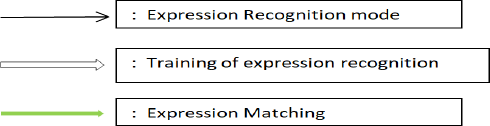 : Expression Recognition mode
: Training of expression recognition
: Expression Matching